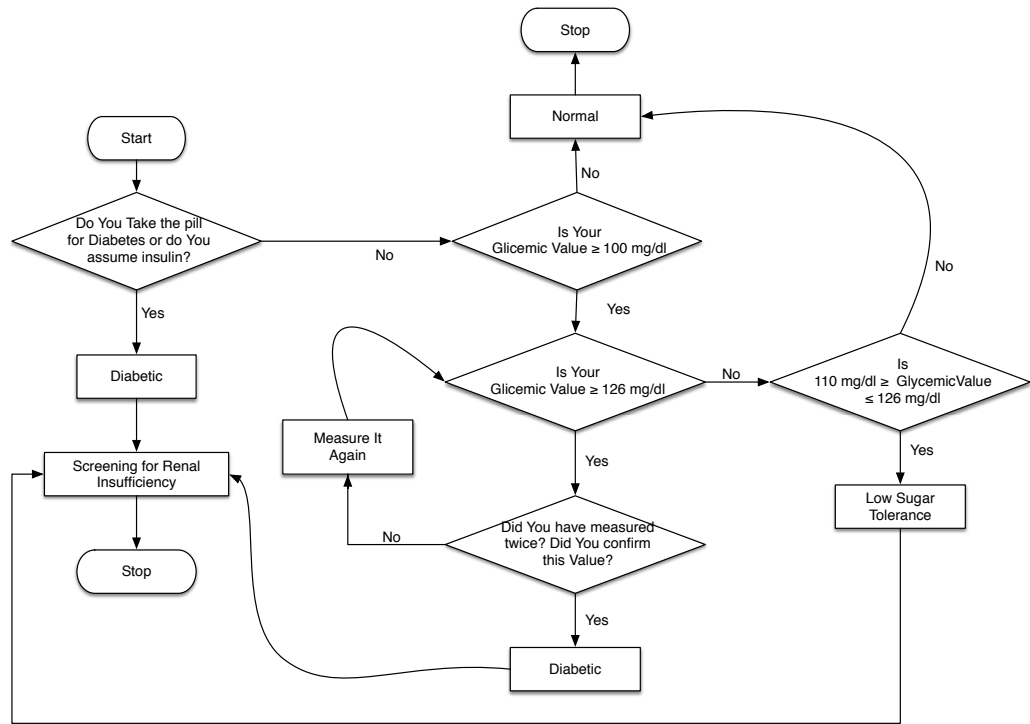 Stop
Normal
Start
No
Do You Take the pill
for Diabetes or do You
assume insulin?
No
Is Your
Glicemic Value ≥ 100 mg/dl
No
Yes
Yes
Diabetic
Is Your
Glicemic Value ≥ 126 mg/dl
No
Is
110 mg/dl ≥  GlycemicValue
≤ 126 mg/dl
Measure It
Again
Yes
Yes
Screening for Renal
Insufficiency
Low Sugar
Tolerance
No
Did You have measured
twice? Did You confirm
this Value?
Stop
Yes
Diabetic